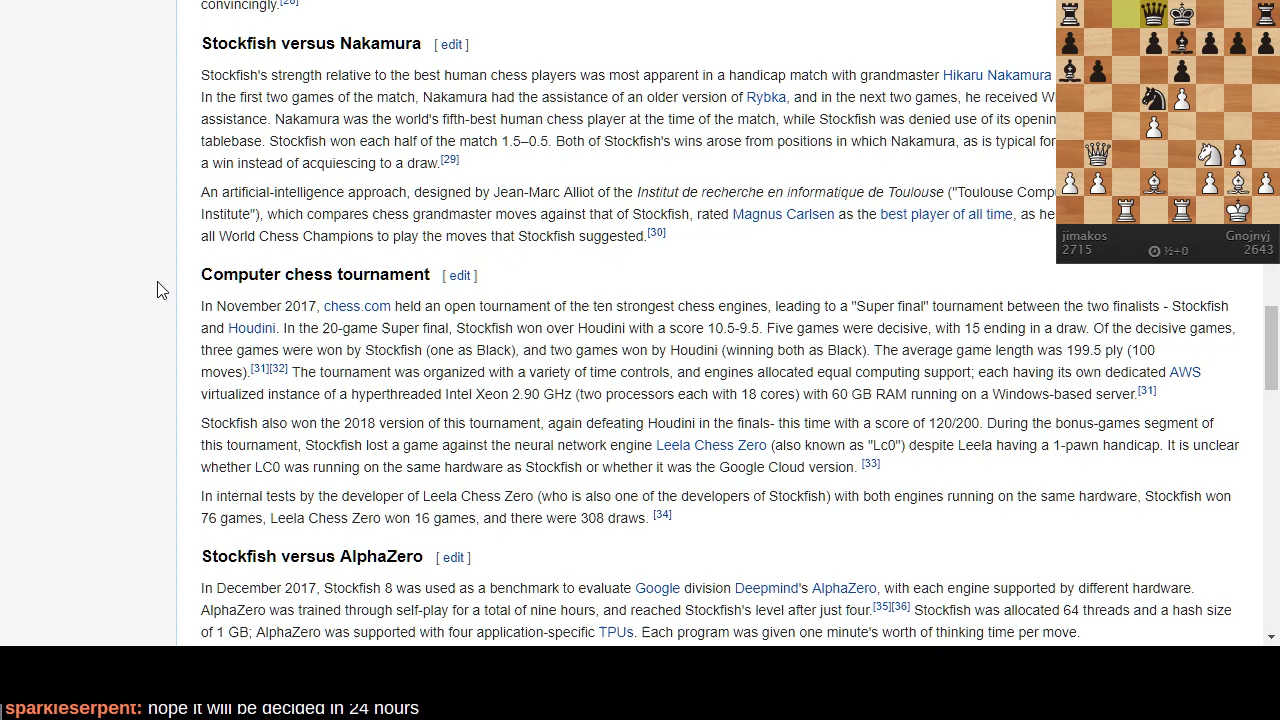 convincingly.[28]
Stockfish versus Nakamura [ edit ]
Stockfish's strength relative to the best human chess players was most apparent in a handicap match with grandmaster Hikaru Nakamura
In the first two games of the match, Nakamura had the assistance of an older version of Rybka, and in the next two games, he received W
assistance. Nakamura was the world's fifth-best human chess player at the time of the match, while Stockfish was denied use of its openin
tablebase. Stockfish won each half of the match 1.5–0.5. Both of Stockfish's wins arose from positions in which Nakamura, as is typical for
a win instead of acquiescing to a draw.[29]
An artificial-intelligence approach, designed by Jean-Marc Alliot of the Institut de recherche en informatique de Toulouse ("Toulouse Comp
Institute"), which compares chess grandmaster moves against that of Stockfish, rated Magnus Carlsen as the best player of all time, as he
all World Chess Champions to play the moves that Stockfish suggested.[30]
jimakos Gnojnyj
2715 ½+0 2643
Computer chess tournament [ edit ]
In November 2017, chess.com held an open tournament of the ten strongest chess engines, leading to a "Super final" tournament between the two finalists - Stockfish
and Houdini. In the 20-game Super final, Stockfish won over Houdini with a score 10.5-9.5. Five games were decisive, with 15 ending in a draw. Of the decisive games,
three games were won by Stockfish (one as Black), and two games won by Houdini (winning both as Black). The average game length was 199.5 ply (100
moves).[31][32] The tournament was organized with a variety of time controls, and engines allocated equal computing support; each having its own dedicated AWS
virtualized instance of a hyperthreaded Intel Xeon 2.90 GHz (two processors each with 18 cores) with 60 GB RAM running on a Windows-based server.[31]
Stockfish also won the 2018 version of this tournament, again defeating Houdini in the finals- this time with a score of 120/200. During the bonus-games segment of
this tournament, Stockfish lost a game against the neural network engine Leela Chess Zero (also known as "Lc0") despite Leela having a 1-pawn handicap. It is unclear
whether LC0 was running on the same hardware as Stockfish or whether it was the Google Cloud version. [33]
In internal tests by the developer of Leela Chess Zero (who is also one of the developers of Stockfish) with both engines running on the same hardware, Stockfish won
76 games, Leela Chess Zero won 16 games, and there were 308 draws. [34]
Stockfish versus AlphaZero [ edit ]
In December 2017, Stockfish 8 was used as a benchmark to evaluate Google division Deepmind's AlphaZero, with each engine supported by different hardware.
AlphaZero was trained through self-play for a total of nine hours, and reached Stockfish's level after just four.[35][36] Stockfish was allocated 64 threads and a hash size
of 1 GB; AlphaZero was supported with four application-specific TPUs. Each program was given one minute's worth of thinking time per move.
sparkleserpent: nope it will be decided in 24 hours